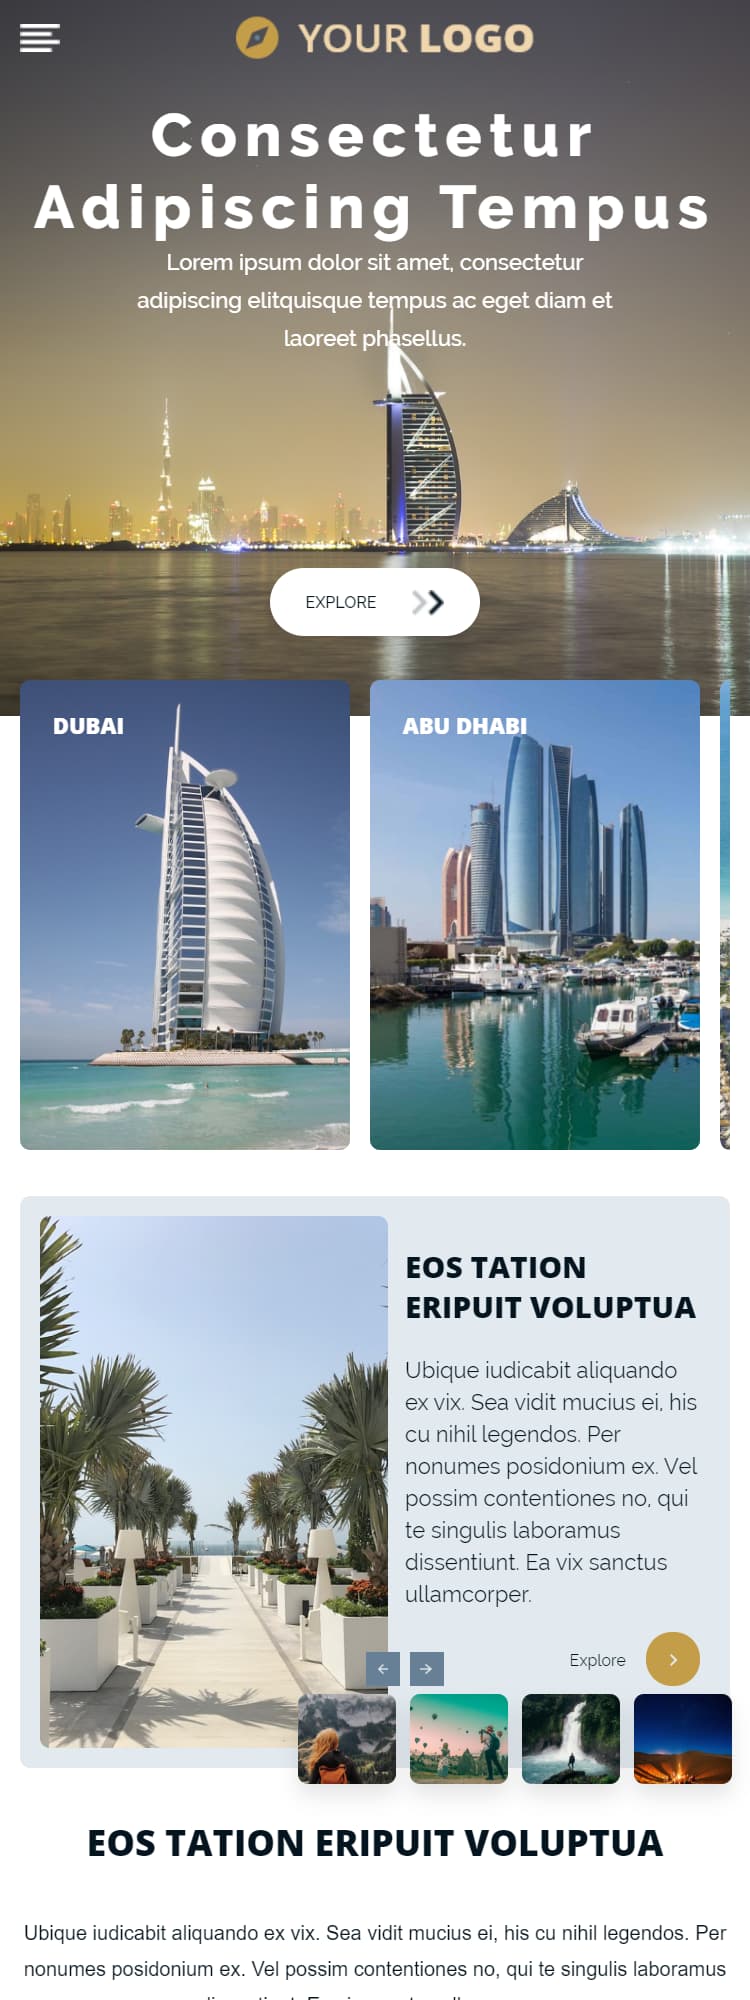 YOUR LOGO
Consectetur
Adipiscing Tempus
Lorem ipsum dolor sit amet, consectetur
adipiscing elitquisque tempus ac eget diam et
laoreet phasellus.
EXPLORE
DUBAI
ABU DHABI
EOS TATION
ERIPUIT VOLUPTUA
Ubique iudicabit aliquando
ex vix. Sea vidit mucius ei, his
cu nihil legendos. Per
nonumes posidonium ex. Vel
possim contentiones no, qui
te singulis laboramus
dissentiunt. Ea vix sanctus
ullamcorper.
Explore
EOS TATION ERIPUIT VOLUPTUA
Ubique iudicabit aliquando ex vix. Sea vidit mucius ei, his cu nihil legendos. Per
nonumes posidonium ex. Vel possim contentiones no, qui te singulis laboramus